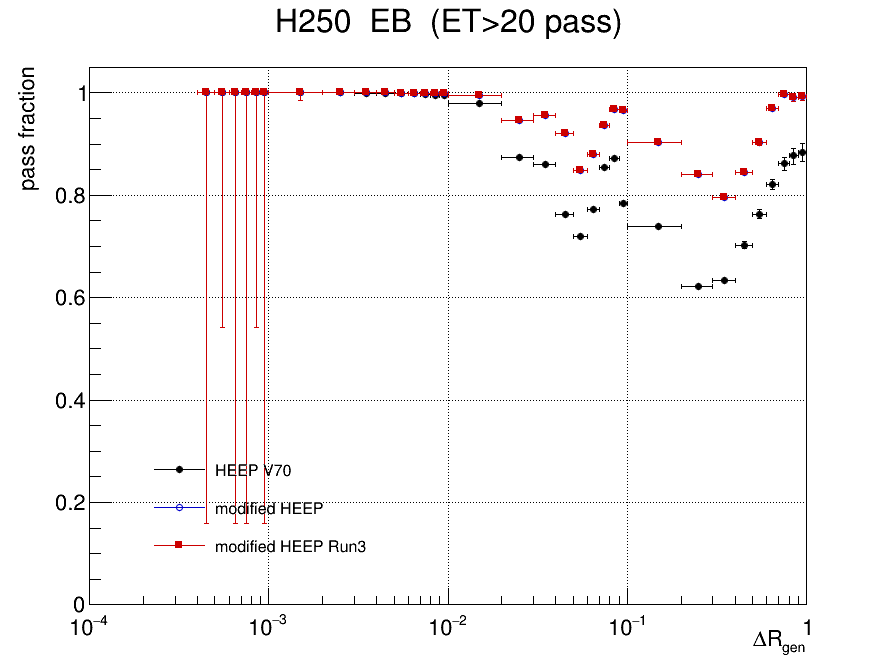 H250 EB (ET>20 pass)
pass fraction
1
0.8
0.6
0.4
0.2
0
HEEP V70
modified HEEP
modified HEEP Run3
10⁻⁴ 10⁻³ 10⁻² 10⁻¹ 1
ΔR_gen